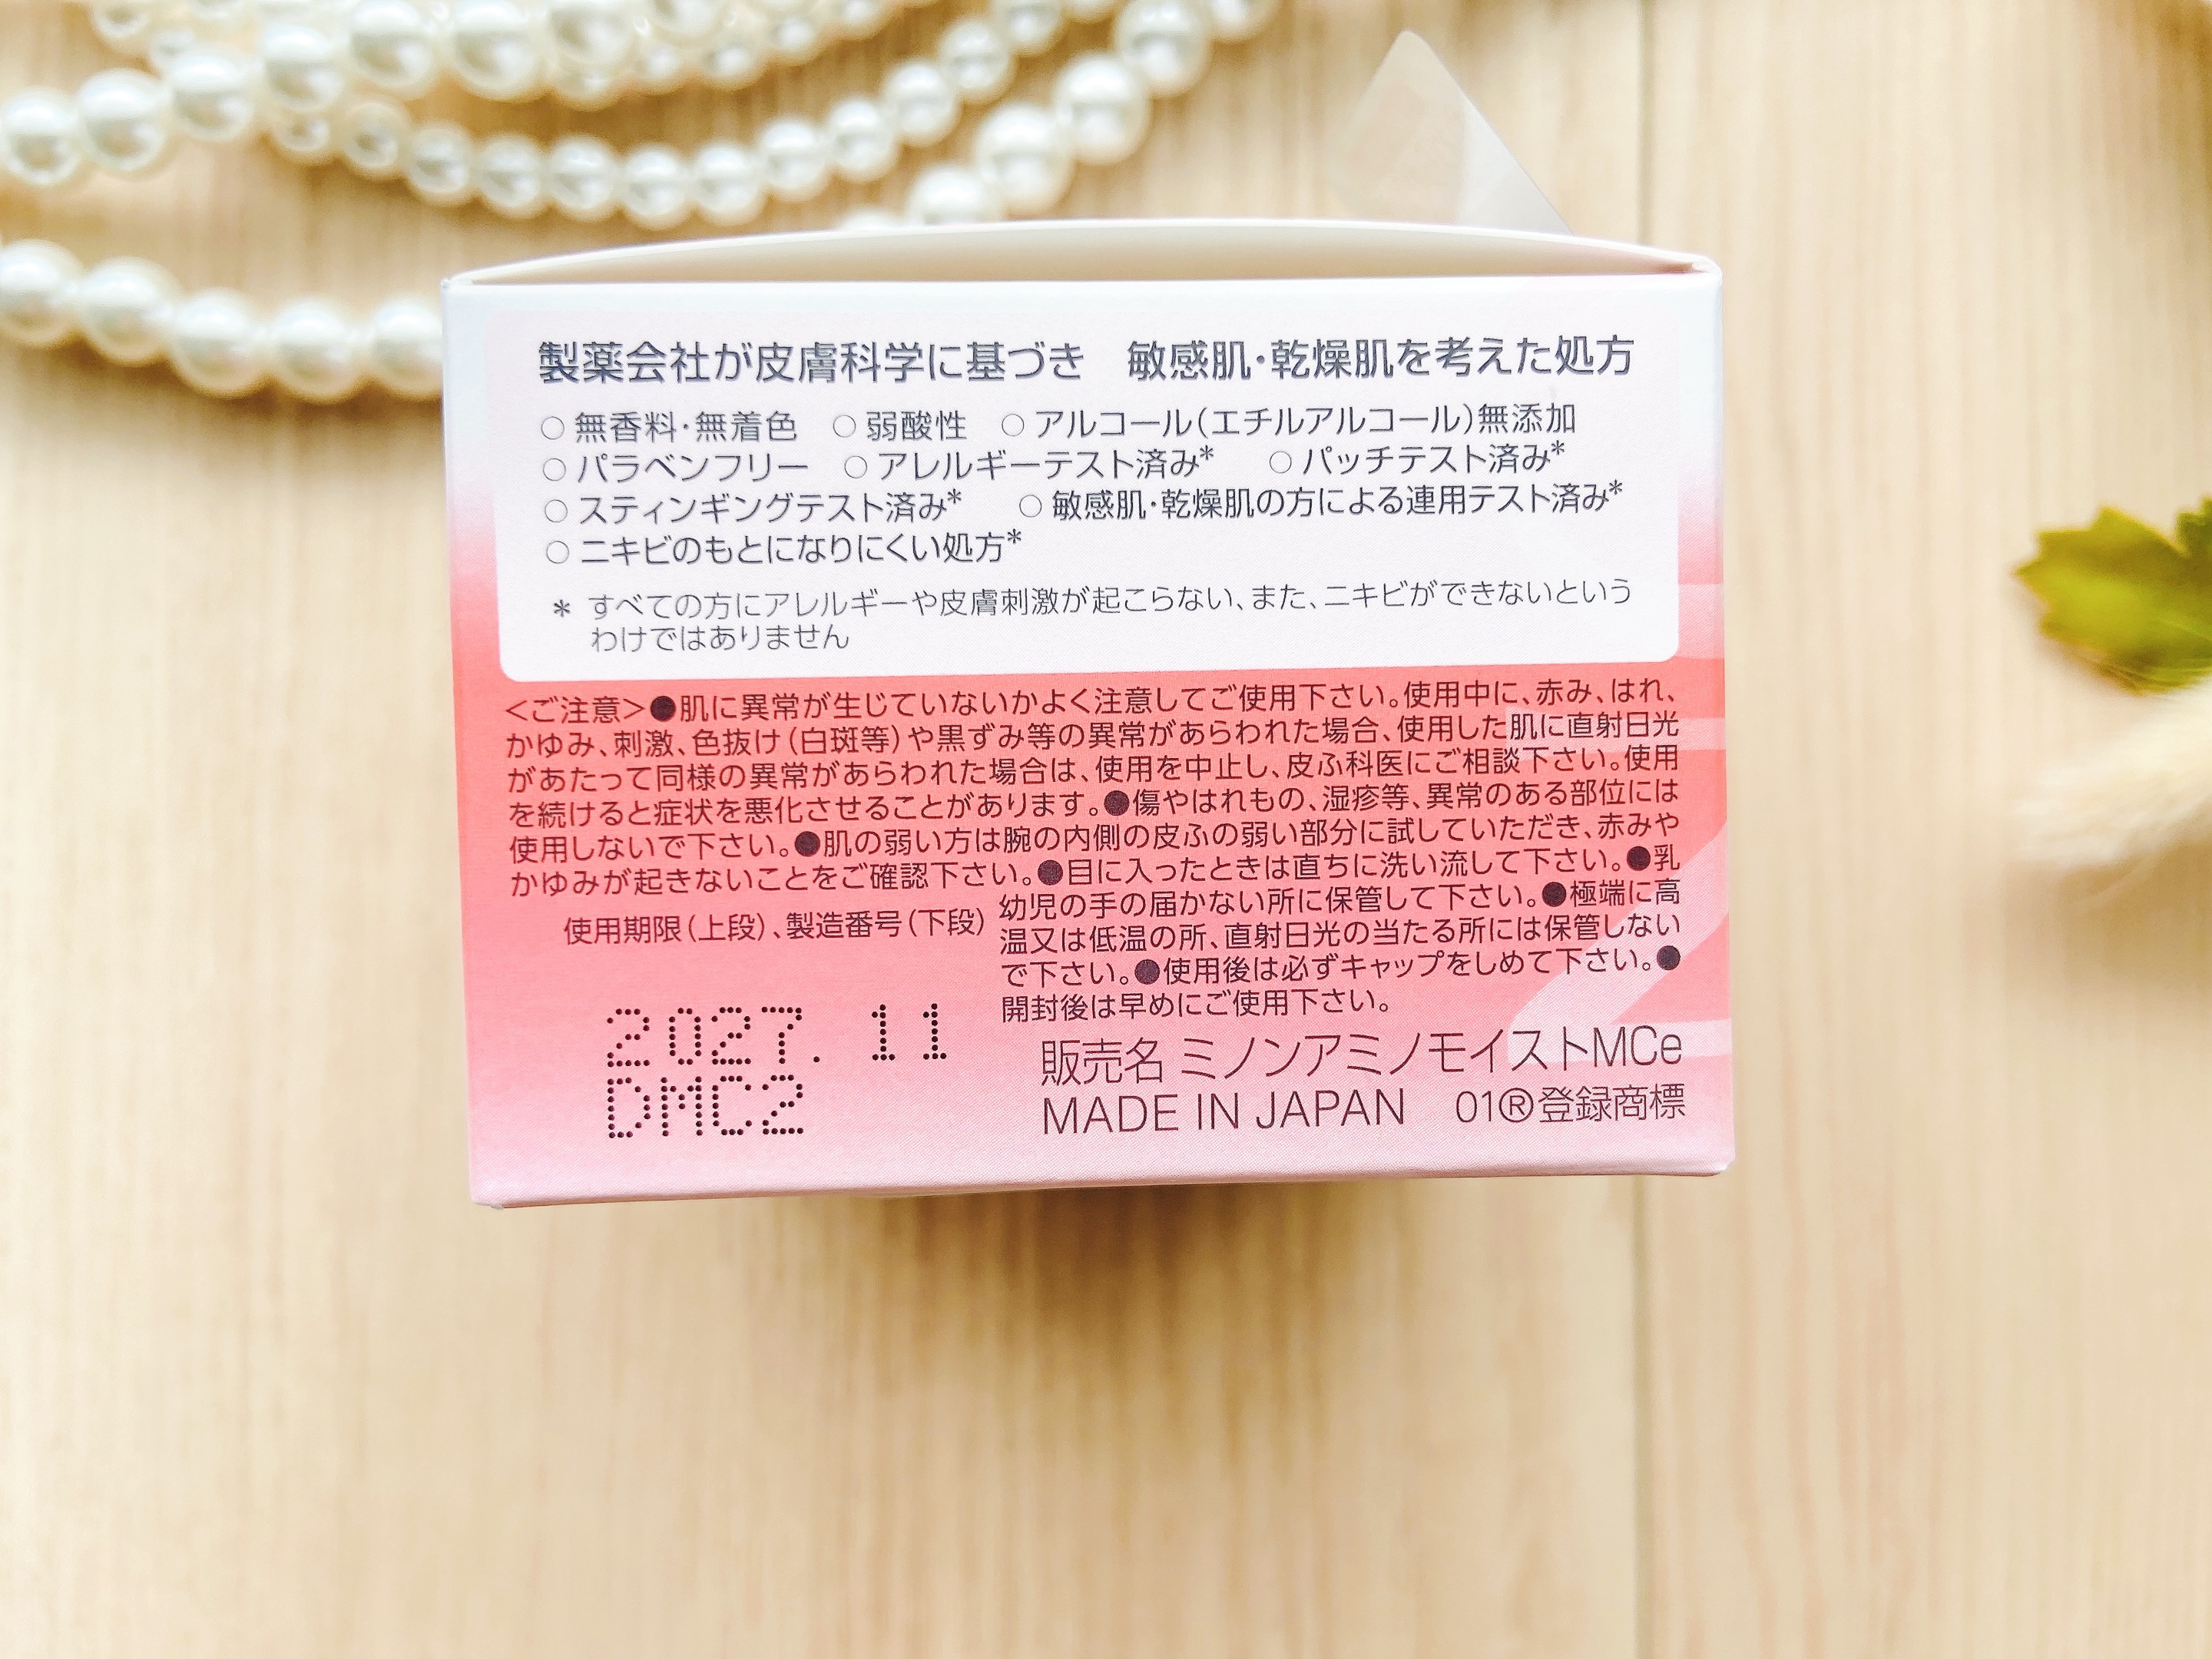 製薬会社が皮膚科学に基づき　敏感肌・乾燥肌を考えた処方
○ 無香料・無着色　○ 弱酸性　○ アルコール（エチルアルコール）無添加
○ パラベンフリー　○ アレルギーテスト済み*　○ パッチテスト済み*
○ スティンギングテスト済み*　○ 敏感肌・乾燥肌の方による連用テスト済み*
○ ニキビのもとになりにくい処方*
* すべての方にアレルギーや皮膚刺激が起こらない、また、ニキビができないという
わけではありません
＜ご注意＞●肌に異常が生じていないかよく注意してご使用下さい。使用中に、赤み、はれ、
かゆみ、刺激、色抜け（白斑等）や黒ずみ等の異常があらわれた場合、使用した肌に直射日光
があたって同様の異常があらわれた場合は、使用を中止し、皮ふ科医にご相談下さい。使用
を続けると症状を悪化させることがあります。●傷やはれもの、湿疹等、異常のある部位には
使用しないで下さい。●肌の弱い方は腕の内側の皮ふの弱い部分に試していただき、赤みや
かゆみが起きないことをご確認下さい。●目に入ったときは直ちに洗い流して下さい。●乳
幼児の手の届かない所に保管して下さい。●極端に高
温又は低温の所、直射日光の当たる所には保管しない
で下さい。●使用後は必ずキャップをしめて下さい。●
開封後は早めにご使用下さい。
使用期限（上段）、製造番号（下段）
2027. 11
DMC2
販売名 ミノンアミノモイストMCe
MADE IN JAPAN　01®登録商標